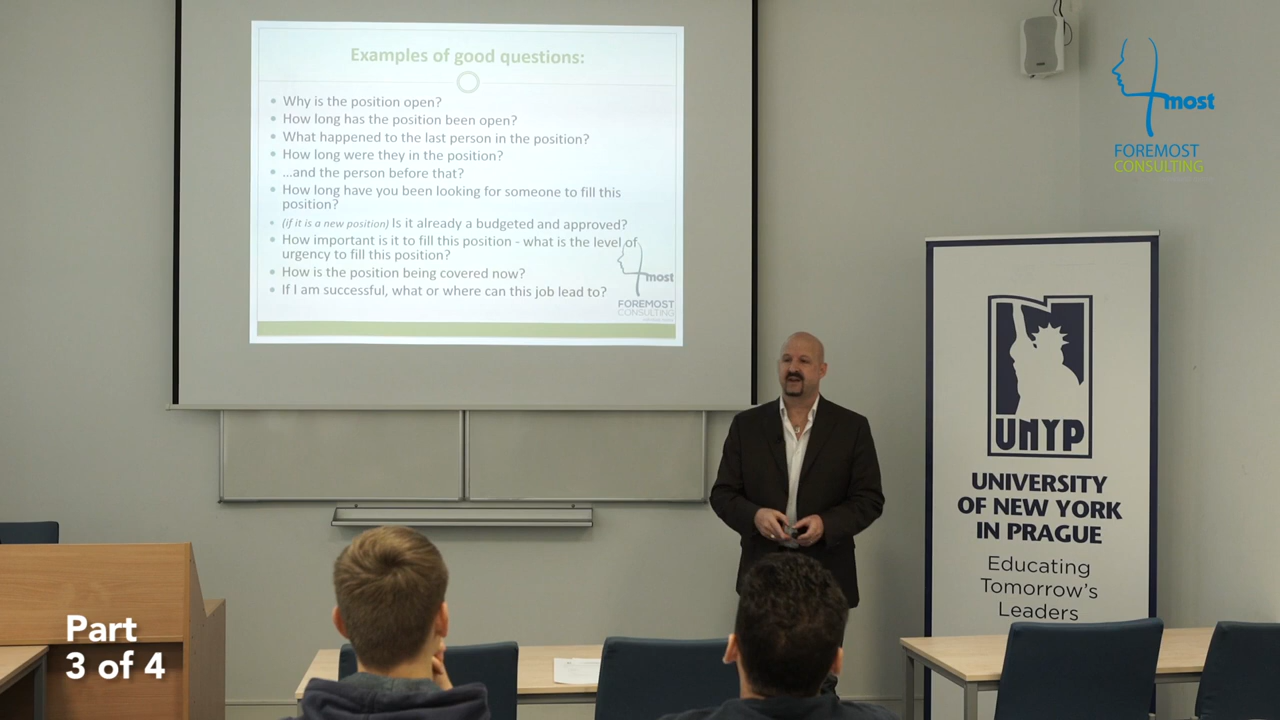 Examples of good questions:
Why is the position open?
How long has the position been open?
What happened to the last person in the position?
How long were they in the position?
...and the person before that?
How long have you been looking for someone to fill this
position?
(if it is a new position) Is it already a budgeted and approved?
How important is it to fill this position - what is the level of
urgency to fill this position?
How is the position being covered now?
If I am successful, what or where can this job lead to?
most
FOREMOST
CONSULTING
most
FOREMOST
CONSULTING
UNYP
UNIVERSITY
OF NEW YORK
IN PRAGUE
Educating
Tomorrow's
Leaders
Part
3 of 4